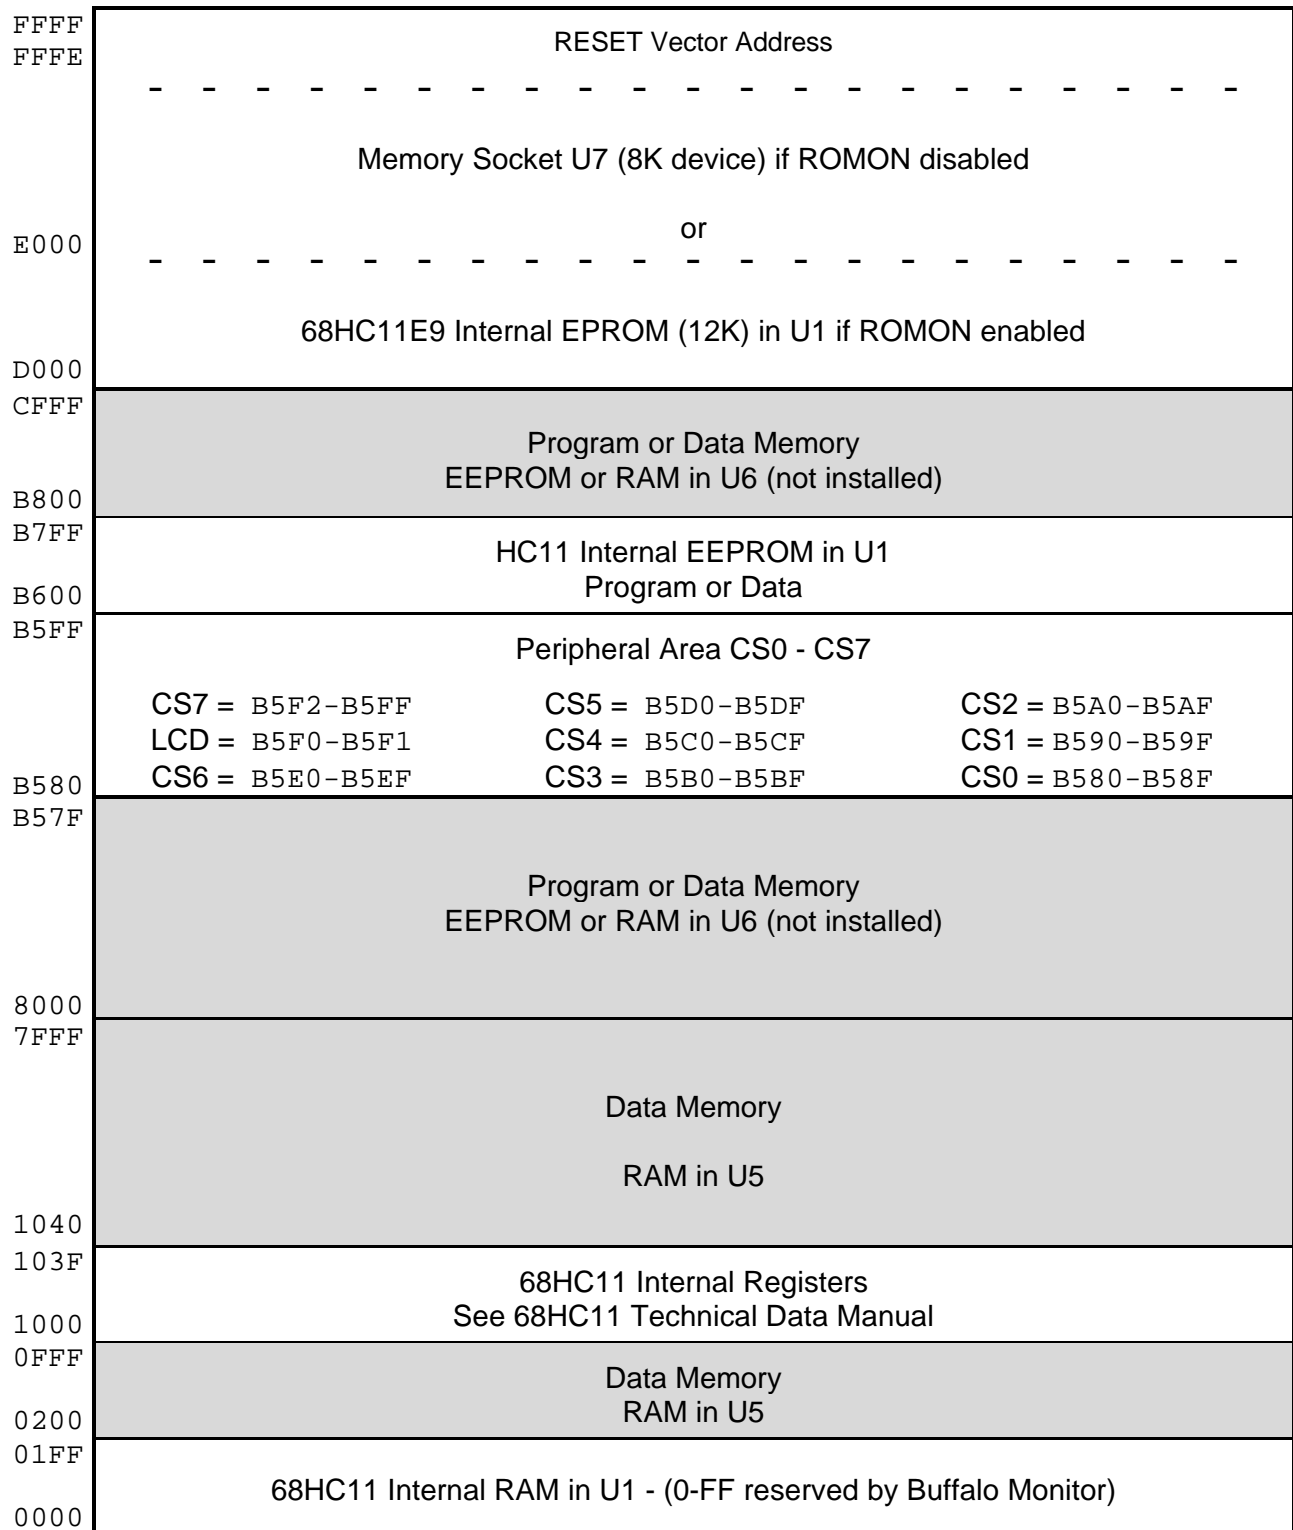 FFFF
FFFE
RESET Vector Address
Memory Socket U7 (8K device) if ROMON disabled
or
E000
68HC11E9 Internal EPROM (12K) in U1 if ROMON enabled
D000
CFFF
Program or Data Memory
EEPROM or RAM in U6 (not installed)
B800
B7FF
HC11 Internal EEPROM in U1
Program or Data
B600
B5FF
Peripheral Area CS0 - CS7
CS7 = B5F2-B5FF CS5 = B5D0-B5DF CS2 = B5A0-B5AF
LCD = B5F0-B5F1 CS4 = B5C0-B5CF CS1 = B590-B59F
CS6 = B5E0-B5EF CS3 = B5B0-B5BF CS0 = B580-B58F
B580
B57F
Program or Data Memory
EEPROM or RAM in U6 (not installed)
8000
7FFF
Data Memory
RAM in U5
1040
103F
68HC11 Internal Registers
See 68HC11 Technical Data Manual
1000
0FFF
Data Memory
RAM in U5
0200
01FF
68HC11 Internal RAM in U1 - (0-FF reserved by Buffalo Monitor)
0000